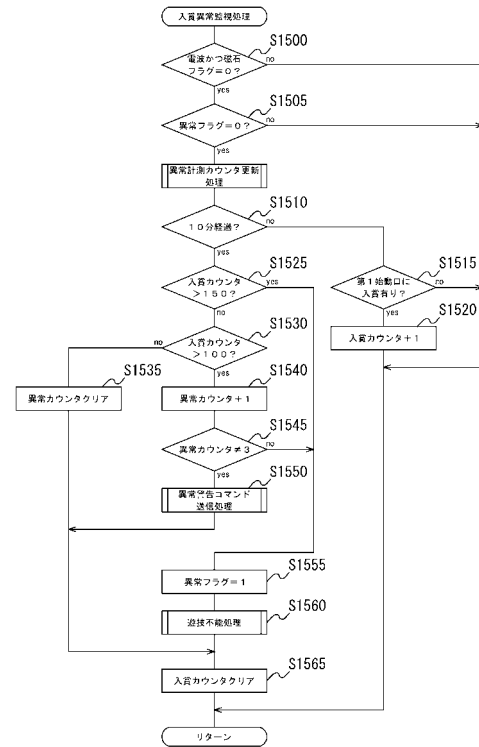 入賞異常監視処理
S1500
電波かつ磁石
フラグ＝0？
no
yes
S1505
異常フラグ＝0？
no
yes
異常計測カウンタ更新
処理
S1510
10分経過？
no
yes
S1525
入賞カウンタ
＞150？
yes
no
S1515
第1始動口に
入賞有り？
no
yes
S1520
入賞カウンタ＋1
S1530
入賞カウンタ
＞100？
no
yes
S1535
異常カウンタクリア
S1540
異常カウンタ＋1
S1545
異常カウンタ≠3
no
yes
S1550
異常警告コマンド
送信処理
S1555
異常フラグ＝1
S1560
遊技不能処理
S1565
入賞カウンタクリア
リターン